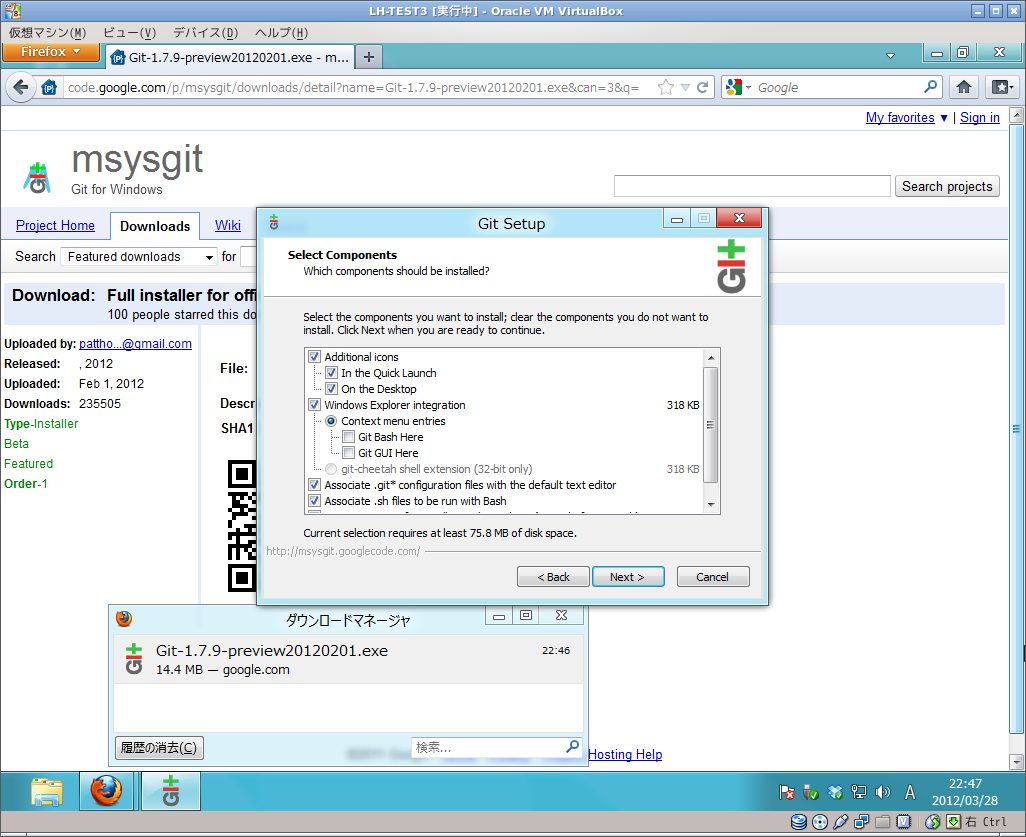 LH-TEST3 [実行中] - Oracle VM VirtualBox
仮想マシン(M) ビュー(V) デバイス(D) ヘルプ(H)
Firefox
Git-1.7.9-preview20120201.exe - m...
code.google.com/p/msysgit/downloads/detail?name=Git-1.7.9-preview20120201.exe&can=3&q=
Google
My favorites ▼ | Sign in
msysgit
Git for Windows
Search projects
Project Home Downloads Wiki
Search Featured downloads for
Download: Full installer for offi
100 people starred this do
Uploaded by: pattho...@gmail.com
Released: , 2012
Uploaded: Feb 1, 2012
Downloads: 235505
Type-Installer
Beta
Featured
Order-1
File:
Descr
SHA1
Git Setup
Select Components
Which components should be installed?
Git
Select the components you want to install; clear the components you do not want to
install. Click Next when you are ready to continue.
Additional icons
In the Quick Launch
On the Desktop
Windows Explorer integration 318 KB
Context menu entries
Git Bash Here
Git GUI Here
git-cheetah shell extension (32-bit only) 318 KB
Associate .git* configuration files with the default text editor
Associate .sh files to be run with Bash
Current selection requires at least 75.8 MB of disk space.
http://msysgit.googlecode.com/
< Back Next > Cancel
ダウンロードマネージャ
Git-1.7.9-preview20120201.exe 22:46
14.4 MB — google.com
履歴の消去(C)
検索...
Hosting Help
A
22:47
2012/03/28
右 Ctrl